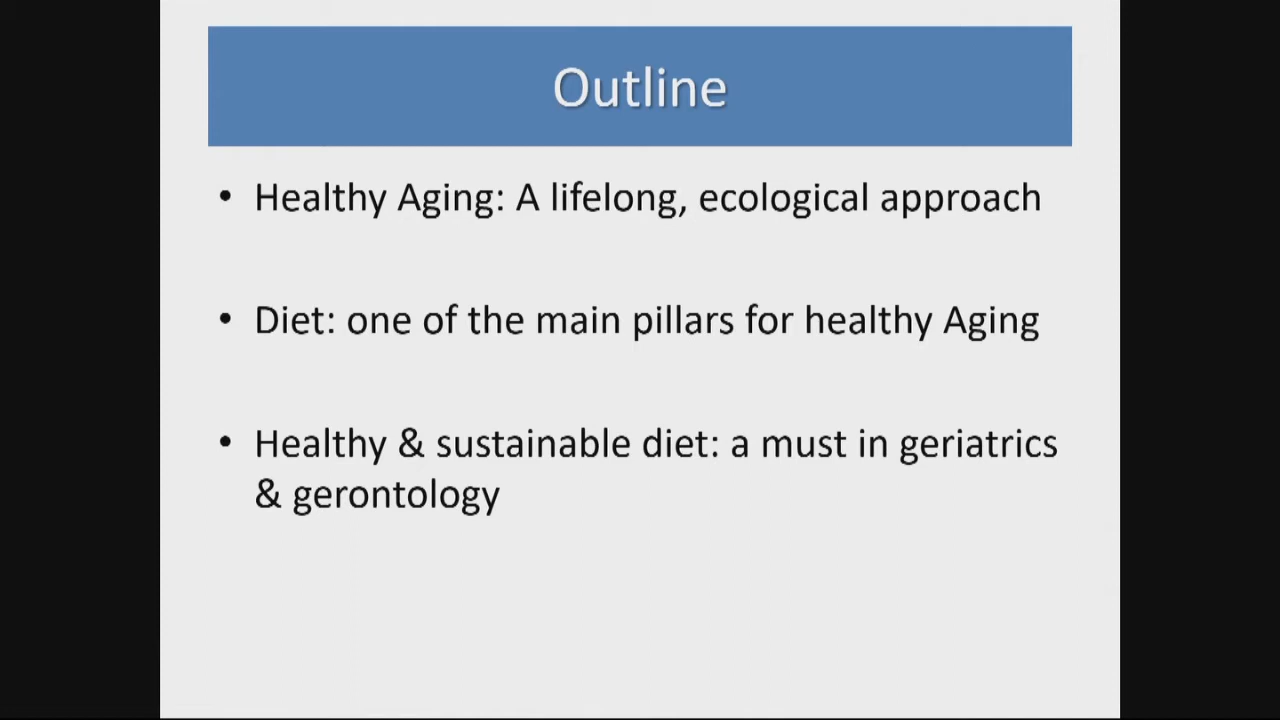 Outline
• Healthy Aging: A lifelong, ecological approach
• Diet: one of the main pillars for healthy Aging
• Healthy & sustainable diet: a must in geriatrics
& gerontology